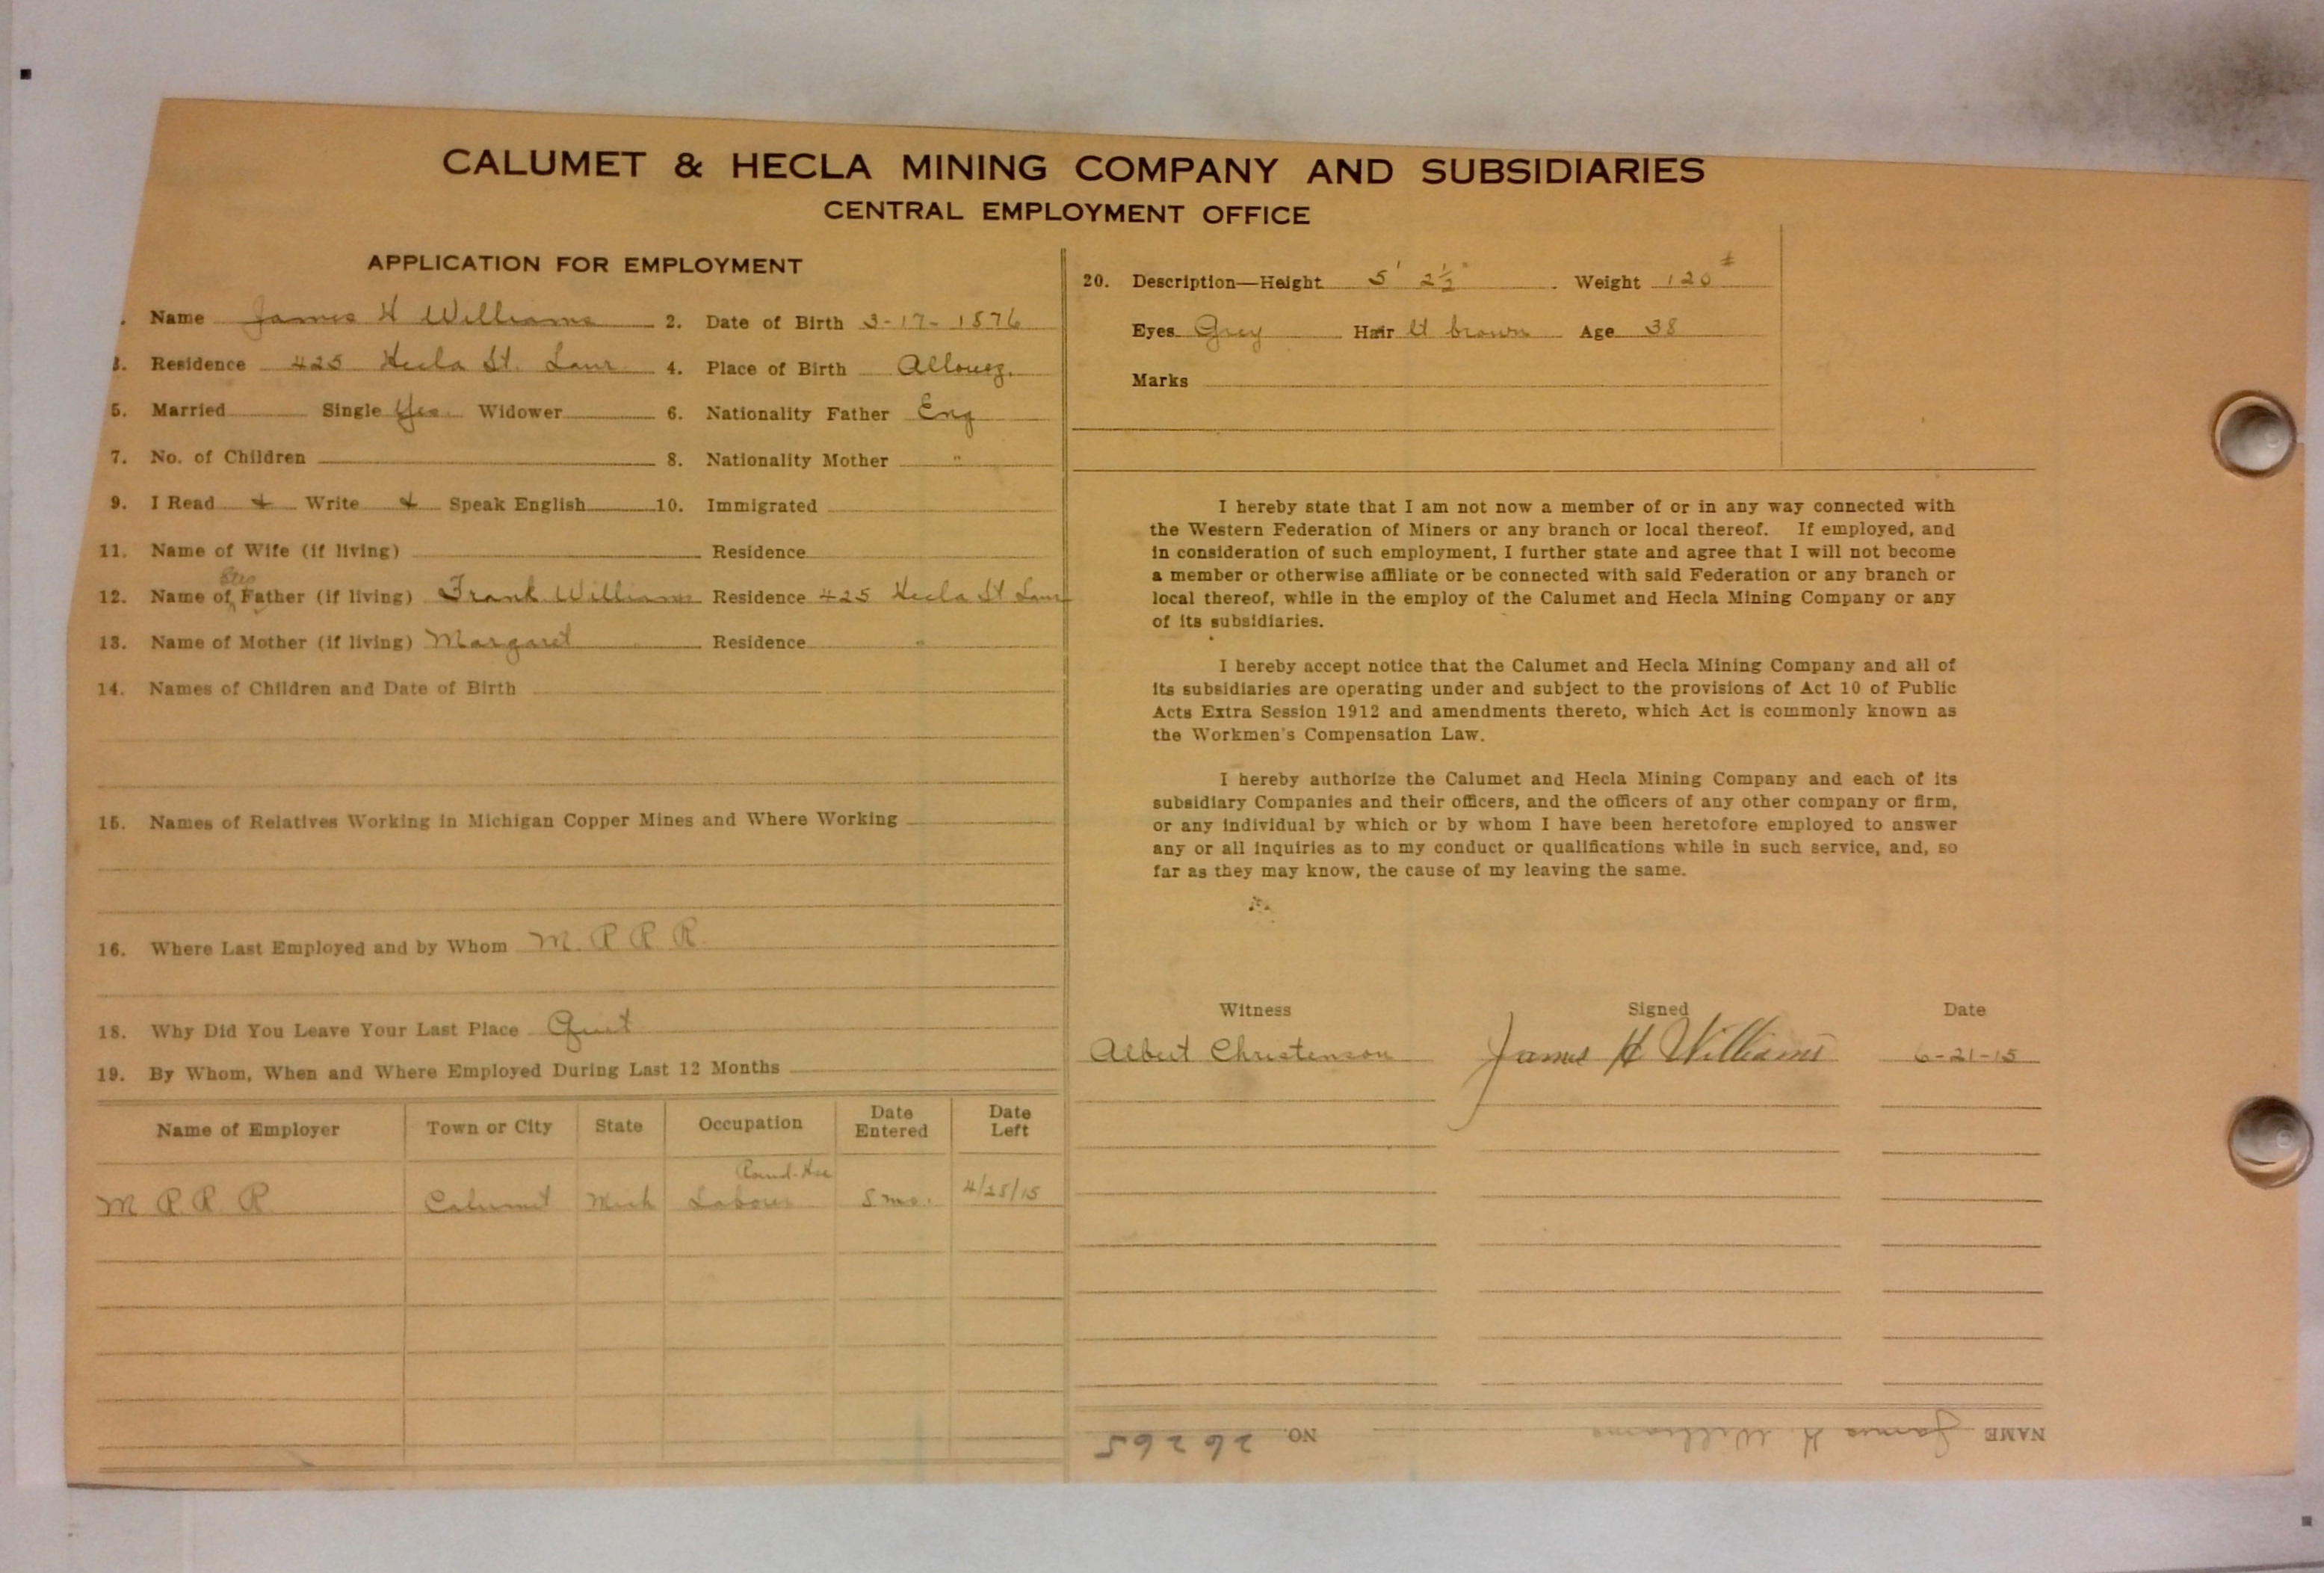 CALUMET & HECLA MINING COMPANY AND SUBSIDIARIES
CENTRAL EMPLOYMENT OFFICE
APPLICATION FOR EMPLOYMENT
. Name James H Williams 2. Date of Birth 3-17-1876
3. Residence 425 Hecla St. Laur 4. Place of Birth Allouez.
5. Married Single Yes Widower 6. Nationality Father Eng
7. No. of Children 8. Nationality Mother "
9. I Read + Write + Speak English 10. Immigrated
11. Name of Wife (if living) Residence
12. Name of Step Father (if living) Frank Williams Residence 425 Hecla St Laur
13. Name of Mother (if living) Margaret Residence "
14. Names of Children and Date of Birth
15. Names of Relatives Working in Michigan Copper Mines and Where Working
16. Where Last Employed and by Whom M. R R R.
18. Why Did You Leave Your Last Place Quit
19. By Whom, When and Where Employed During Last 12 Months
Name of Employer Town or City State Occupation Date Entered Date Left
M R. R. R Calumet Mich Round-Hse Laborer 8 mo. 4/28/15
20. Description—Height 5' 2½" Weight 120#
Eyes Grey Hair lt brown Age 38
Marks
I hereby state that I am not now a member of or in any way connected with
the Western Federation of Miners or any branch or local thereof. If employed, and
in consideration of such employment, I further state and agree that I will not become
a member or otherwise affiliate or be connected with said Federation or any branch or
local thereof, while in the employ of the Calumet and Hecla Mining Company or any
of its subsidiaries.
I hereby accept notice that the Calumet and Hecla Mining Company and all of
its subsidiaries are operating under and subject to the provisions of Act 10 of Public
Acts Extra Session 1912 and amendments thereto, which Act is commonly known as
the Workmen's Compensation Law.
I hereby authorize the Calumet and Hecla Mining Company and each of its
subsidiary Companies and their officers, and the officers of any other company or firm,
or any individual by which or by whom I have been heretofore employed to answer
any or all inquiries as to my conduct or qualifications while in such service, and, so
far as they may know, the cause of my leaving the same.
Witness Signed Date
Albert Christenson James H Williams 6-21-15
NAME James H. Williams NO. 26265